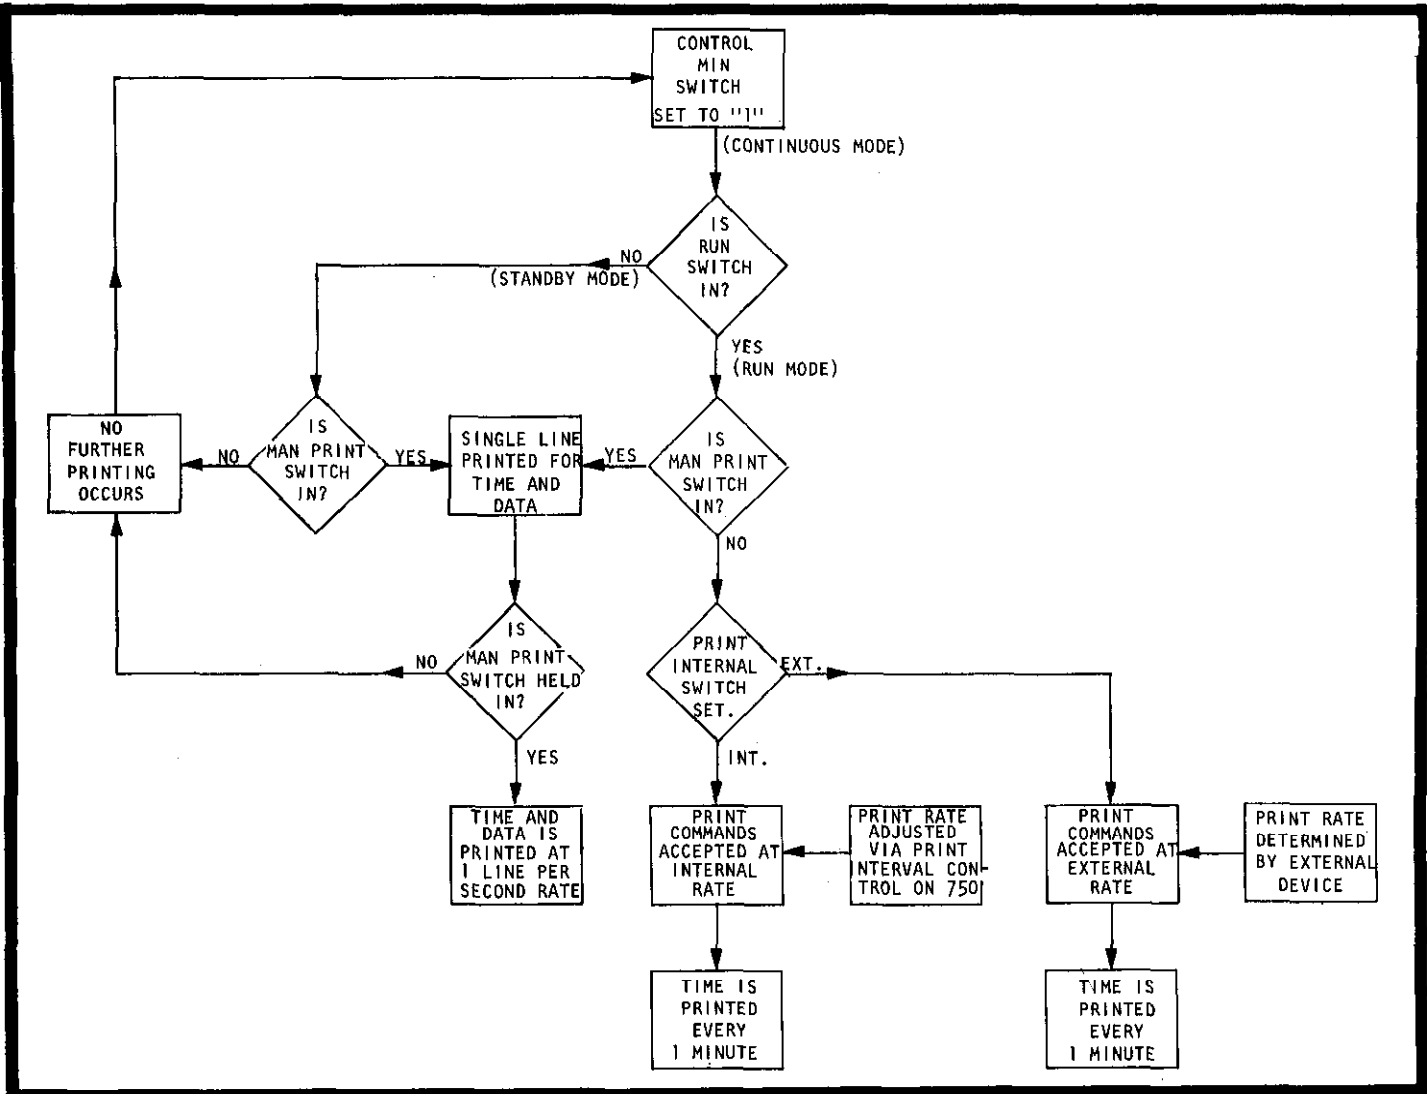 CONTROL
MIN
SWITCH
SET TO "1"
(CONTINUOUS MODE)
IS
RUN
SWITCH
IN?
NO
(STANDBY MODE)
YES
(RUN MODE)
NO
FURTHER
PRINTING
OCCURS
NO
IS
MAN PRINT
SWITCH
IN?
YES
SINGLE LINE
PRINTED FOR
TIME AND
DATA
YES
IS
MAN PRINT
SWITCH
IN?
NO
NO
IS
MAN PRINT
SWITCH HELD
IN?
YES
PRINT
INTERNAL
SWITCH
SET.
EXT.
INT.
TIME AND
DATA IS
PRINTED AT
1 LINE PER
SECOND RATE
PRINT
COMMANDS
ACCEPTED AT
INTERNAL
RATE
PRINT RATE
ADJUSTED
VIA PRINT
INTERVAL CON-
TROL ON 750
PRINT
COMMANDS
ACCEPTED AT
EXTERNAL
RATE
PRINT RATE
DETERMINED
BY EXTERNAL
DEVICE
TIME IS
PRINTED
EVERY
1 MINUTE
TIME IS
PRINTED
EVERY
1 MINUTE